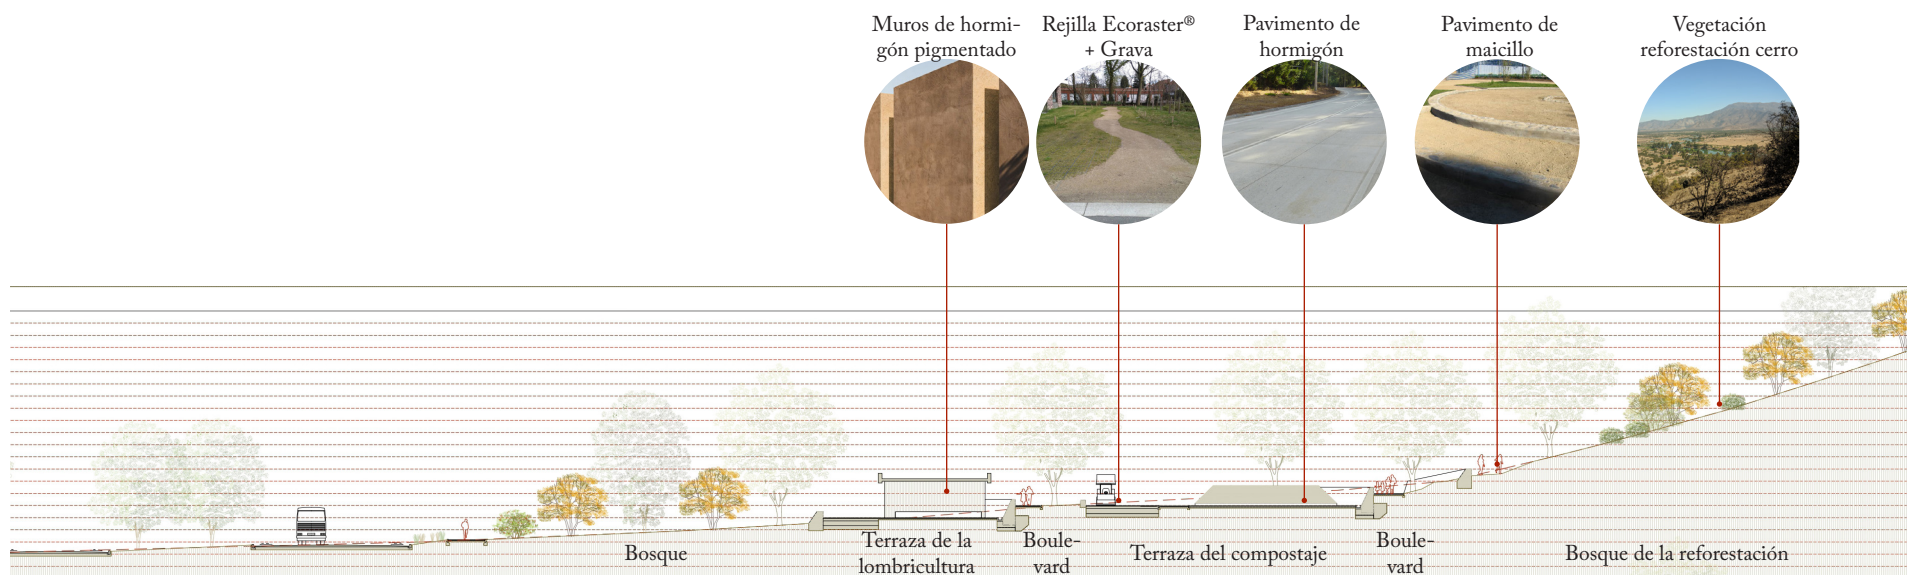 Muros de hormi-
gón pigmentado
Rejilla Ecoraster®
+ Grava
Pavimento de
hormigón
Pavimento de
maicillo
Vegetación
reforestación cerro
Bosque
Terraza de la
lombricultura
Boule-
vard
Terraza del compostaje
Boule-
vard
Bosque de la reforestación